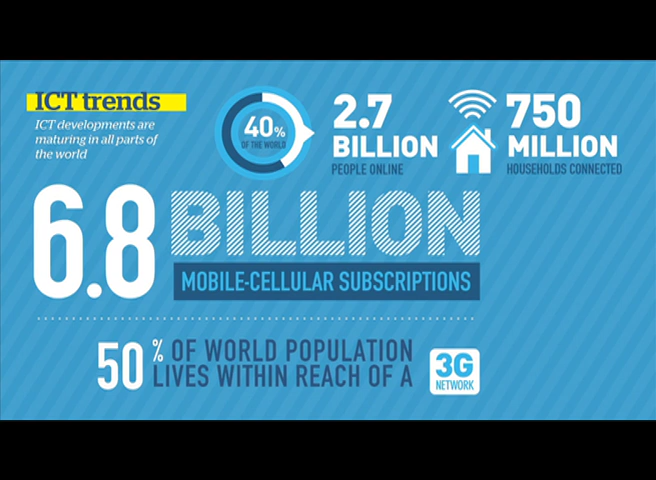 ICT trends
ICT developments are
maturing in all parts of
the world
40%
OF THE WORLD
2.7
BILLION
PEOPLE ONLINE
750
MILLION
HOUSEHOLDS CONNECTED
6.8 BILLION
MOBILE-CELLULAR SUBSCRIPTIONS
50% OF WORLD POPULATION
LIVES WITHIN REACH OF A
3G
NETWORK